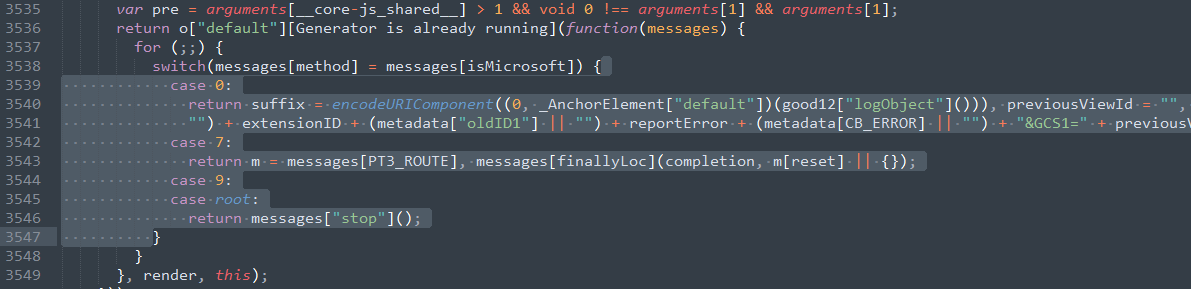 3535 var pre = arguments[__core-js_shared__] > 1 && void 0 !== arguments[1] && arguments[1];
3536 return o["default"][Generator is already running](function(messages) {
3537 for (;;) {
3538 switch(messages[method] = messages[isMicrosoft]) {
3539 case 0:
3540 return suffix = encodeURIComponent((0, _AnchorElement["default"])(good12["logObject"]())), previousViewId = "",
3541 "") + extensionID + (metadata["oldID1"] || "") + reportError + (metadata[CB_ERROR] || "") + "&GCS1=" + previousV
3542 case 7:
3543 return m = messages[PT3_ROUTE], messages[finallyLoc](completion, m[reset] || {});
3544 case 9:
3545 case root:
3546 return messages["stop"]();
3547 }
3548 }
3549 }, render, this);